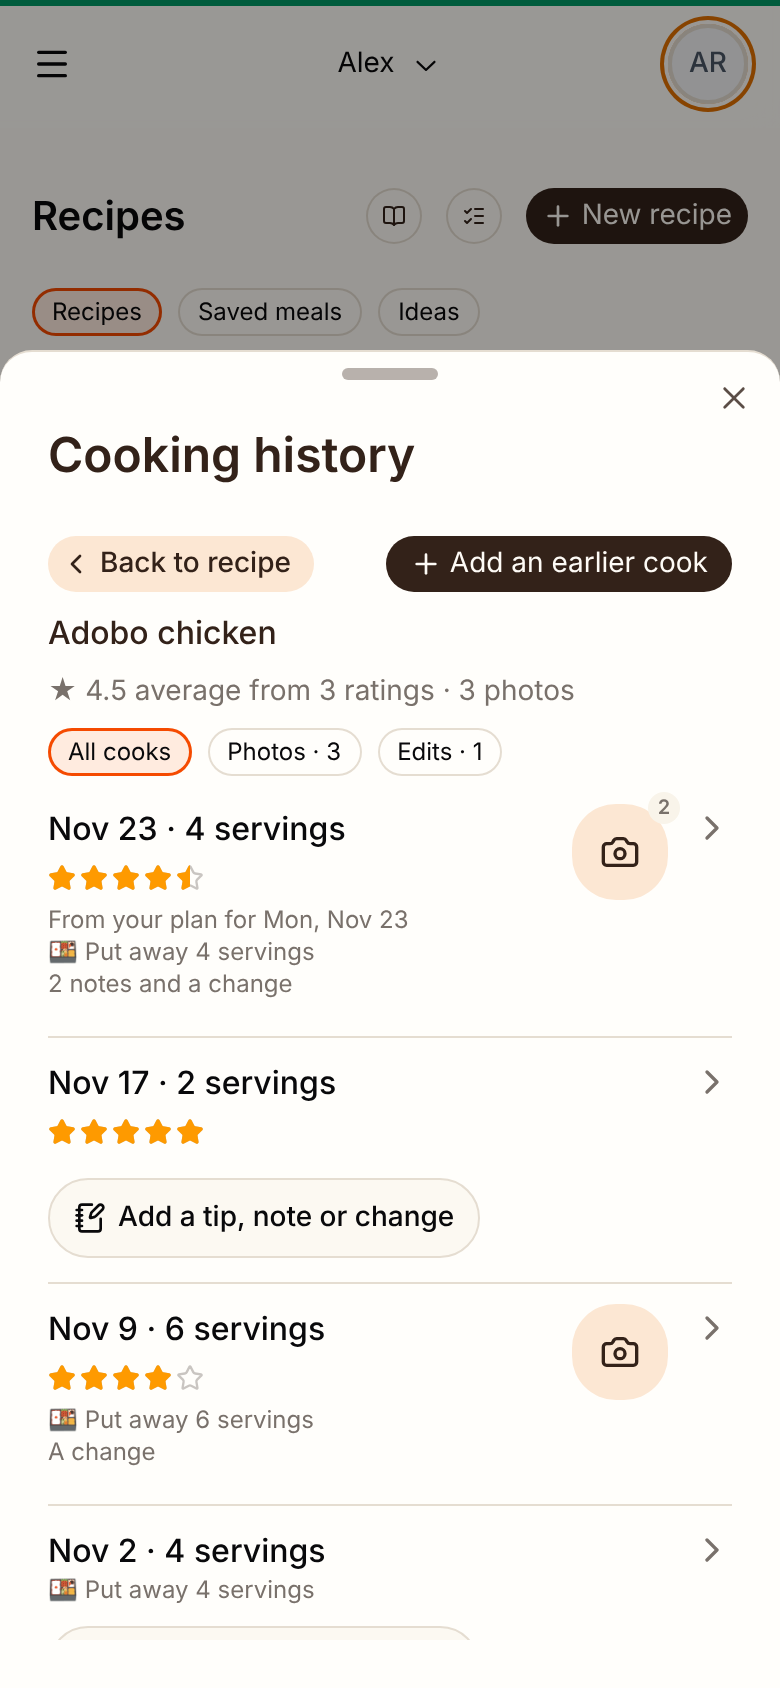 Alex
AR
Recipes
New recipe
Recipes
Saved meals
Ideas
Cooking history
Back to recipe
Add an earlier cook
Adobo chicken
★ 4.5 average from 3 ratings · 3 photos
All cooks
Photos · 3
Edits · 1
Nov 23 · 4 servings
2
From your plan for Mon, Nov 23
🍱 Put away 4 servings
2 notes and a change
Nov 17 · 2 servings
Add a tip, note or change
Nov 9 · 6 servings
🍱 Put away 6 servings
A change
Nov 2 · 4 servings
🍱 Put away 4 servings